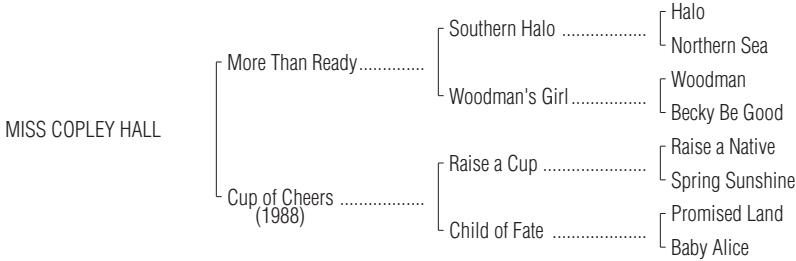 Halo
Southern Halo ..................
Northern Sea
More Than Ready..............
Woodman
Woodman's Girl................
Becky Be Good
MISS COPLEY HALL
Raise a Native
Raise a Cup ......................
Spring Sunshine
Cup of Cheers ..................
(1988)
Promised Land
Child of Fate ....................
Baby Alice